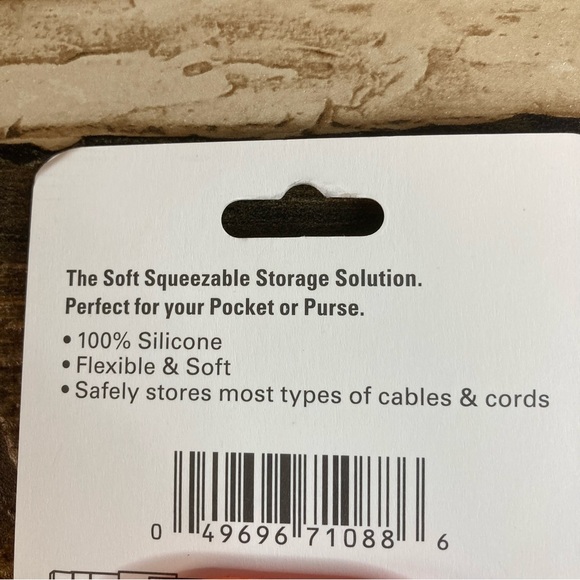 The Soft Squeezable Storage Solution.
Perfect for your Pocket or Purse.
• 100% Silicone
• Flexible & Soft
• Safely stores most types of cables & cords
0 49696 71088 6